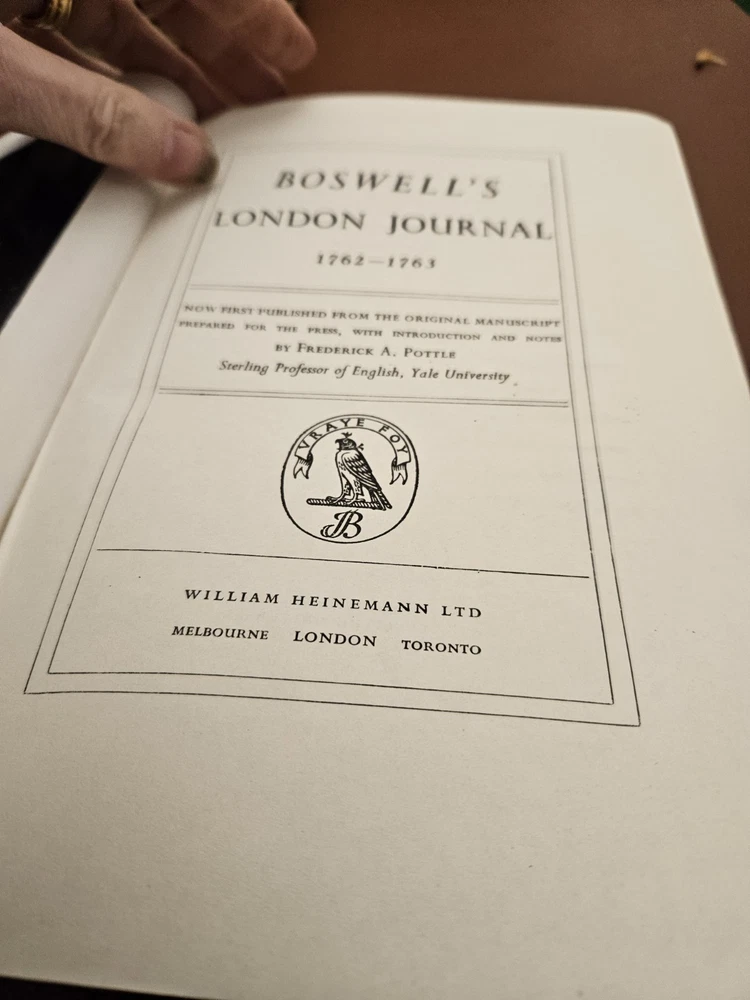 BOSWELL'S
LONDON JOURNAL
1762—1763
NOW FIRST PUBLISHED FROM THE ORIGINAL MANUSCRIPT
PREPARED FOR THE PRESS, WITH INTRODUCTION AND NOTES
BY FREDERICK A. POTTLE
Sterling Professor of English, Yale University
VRAYE FOY
JB
WILLIAM HEINEMANN LTD
MELBOURNE LONDON TORONTO